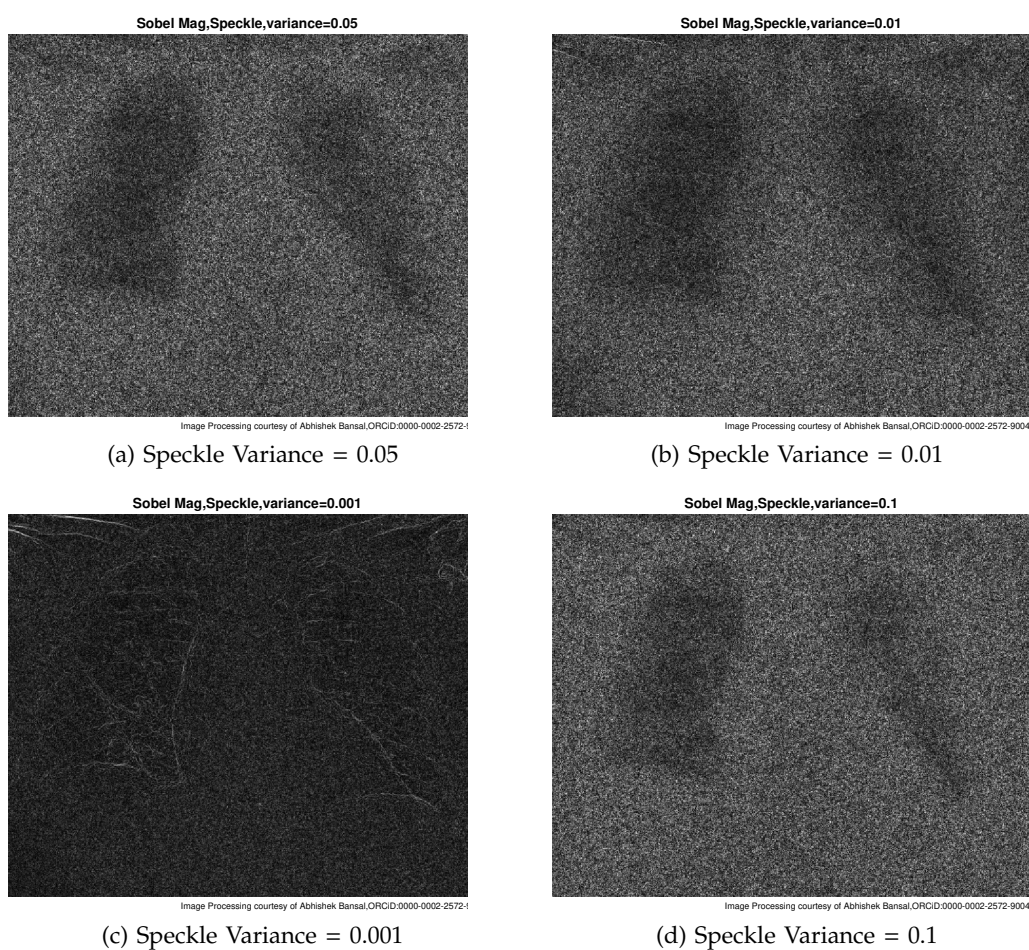 Sobel Mag,Speckle,variance=0.05
Image Processing courtesy of Abhishek Bansal,ORCiD:0000-0002-2572-9
(a) Speckle Variance = 0.05
Sobel Mag,Speckle,variance=0.01
Image Processing courtesy of Abhishek Bansal,ORCiD:0000-0002-2572-9004
(b) Speckle Variance = 0.01
Sobel Mag,Speckle,variance=0.001
Image Processing courtesy of Abhishek Bansal,ORCiD:0000-0002-2572-9
(c) Speckle Variance = 0.001
Sobel Mag,Speckle,variance=0.1
Image Processing courtesy of Abhishek Bansal,ORCiD:0000-0002-2572-9004
(d) Speckle Variance = 0.1